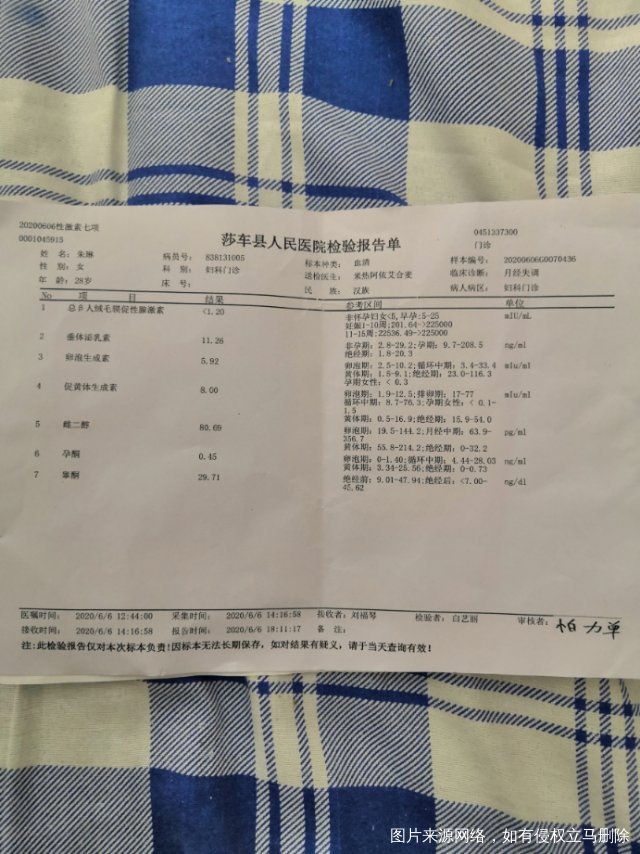 20200606性激素七项
莎车县人民医院检验报告单
0451337300
0001045915
门诊
姓 名: 朱琳 病员号: 838131005 标本种类: 血清 样本编号: 20200606G0070436
性 别: 女 科 别: 妇科门诊 送检医生: 米热阿依艾合麦 临床诊断: 月经失调
年 龄: 28岁 床 号: 民 族: 汉族 病人病区: 妇科门诊
No 项 目 结果 参考区间 单位
1 总β人绒毛膜促性腺激素 <1.20 非怀孕妇女<5,早孕:5-25 mIU/mL
妊娠1-10周:201.64->225000
11-15周:22536.49->225000
2 垂体泌乳素 11.26 非孕期: 2.8-29.2;孕期: 9.7-208.5 ng/ml
绝经期: 1.8-20.3
3 卵泡生成素 5.92 卵泡期: 2.5-10.2;循环中期: 3.4-33.4 mIu/ml
黄体期: 1.5-9.1;绝经期: 23.0-116.3
孕期女性: < 0.3
4 促黄体生成素 8.00 卵泡期: 1.9-12.5;排卵期: 17-77 mIu/ml
循环中期: 8.7-76.3;孕期女性: < 0.1-
1.5
黄体期: 0.5-16.9;绝经期: 15.9-54.0
5 雌二醇 80.69 卵泡期: 19.5-144.2;月经中期: 63.9- pg/ml
356.7
黄体期: 55.8-214.2;绝经期: 0-32.2
6 孕酮 0.45 卵泡期: 0-1.40;循环中期: 4.44-28.03 ng/ml
黄体期: 3.34-25.56;绝经期: 0-0.73
7 睾酮 29.71 绝经前: 9.01-47.94;绝经后: <7.00- ng/dl
45.62
医嘱时间: 2020/6/6 12:44:00 采集时间: 2020/6/6 14:16:58 接收者: 刘福琴 检验者: 白艺丽 审核者: 帕力单
接收时间: 2020/6/6 14:16:58 报告时间: 2020/6/6 18:11:17 备 注:
注:此检验报告仅对本次标本负责!因标本无法长期保存,如对结果有疑义,请于当天查询有效!
图片来源网络,如有侵权立马删除